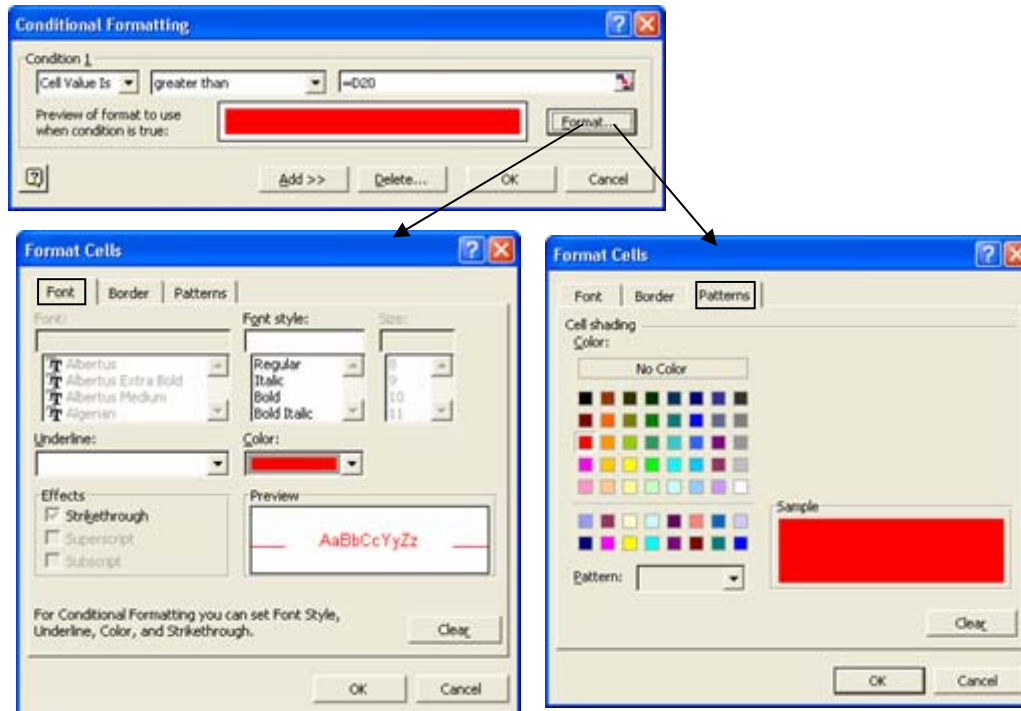 Conditional Formatting
Condition 1
Cell Value Is
greater than
=D20
Preview of format to use
when condition is true:
Format...
Add >>
Delete...
OK
Cancel
Format Cells
Font
Border
Patterns
Font:
Font style:
Size:
Albertus
Albertus Extra Bold
Albertus Medium
Algerian
Regular
Italic
Bold
Bold Italic
8
9
10
11
Underline:
Color:
Effects
Strikethrough
Superscript
Subscript
Preview
AaBbCcYyZz
For Conditional Formatting you can set Font Style,
Underline, Color, and Strikethrough.
Clear
OK
Cancel
Format Cells
Font
Border
Patterns
Cell shading
Color:
No Color
Sample
Pattern:
Clear
OK
Cancel